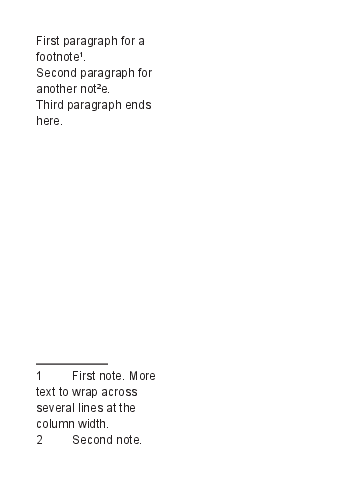 First paragraph for a
footnote¹.
Second paragraph for
another not²e.
Third paragraph ends
here.
1 First note. More
text to wrap across
several lines at the
column width.
2 Second note.